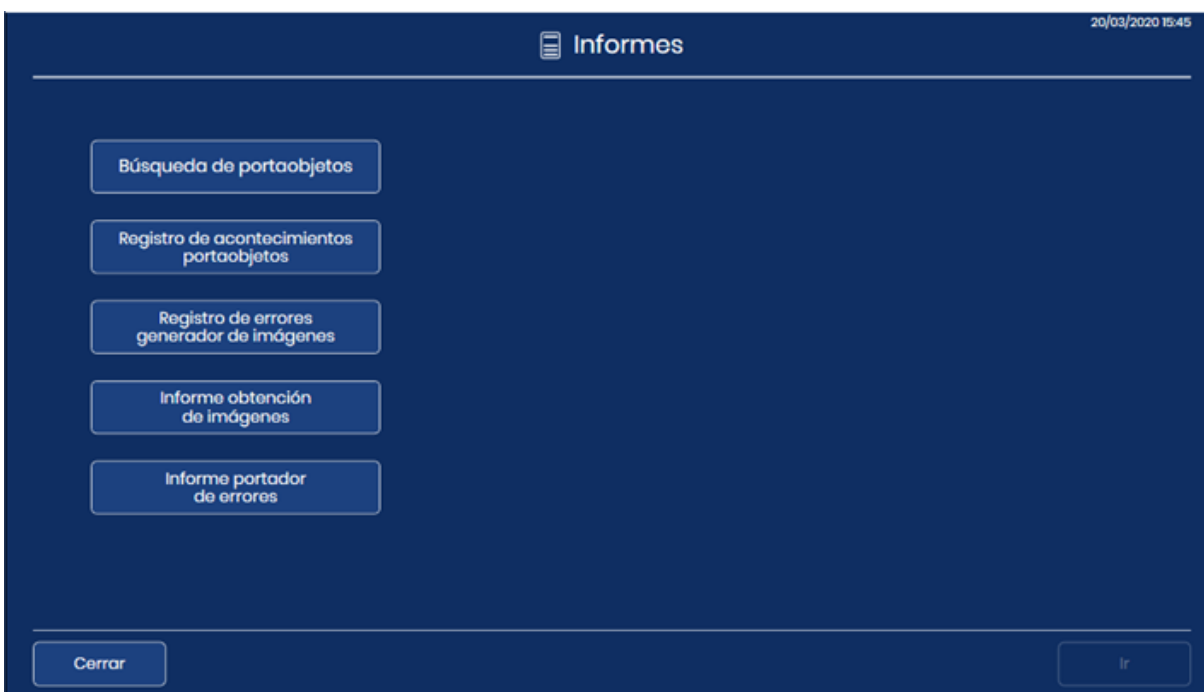 20/03/2020 15:45
Informes
Búsqueda de portaobjetos
Registro de acontecimientos
portaobjetos
Registro de errores
generador de imágenes
Informe obtención
de imágenes
Informe portador
de errores
Cerrar
Ir